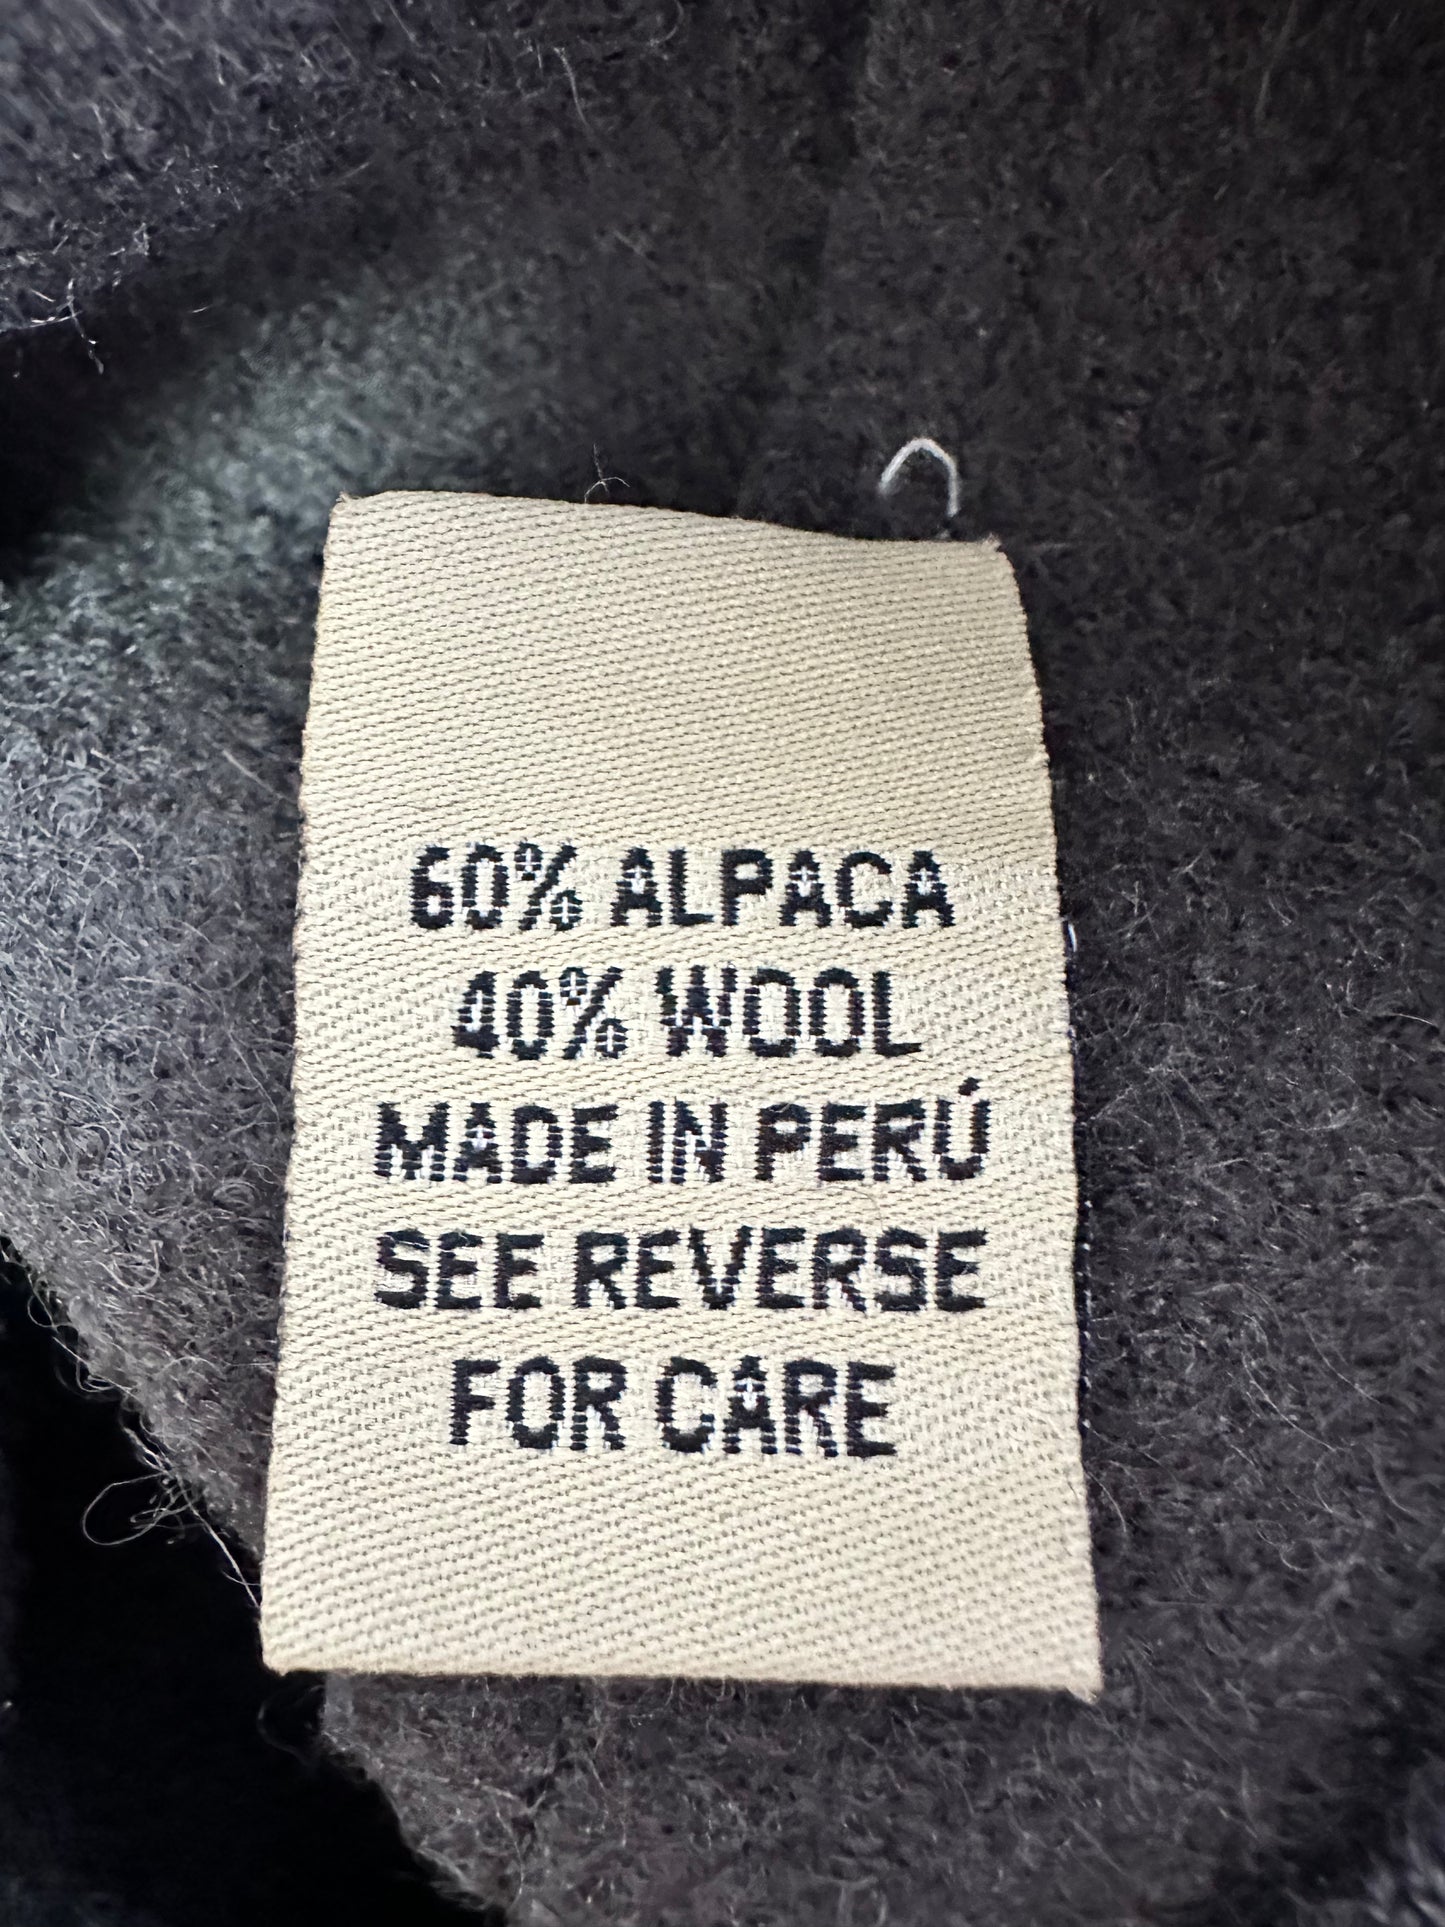 60% ALPACA
40% WOOL
MADE IN PERÚ
SEE REVERSE
FOR CARE